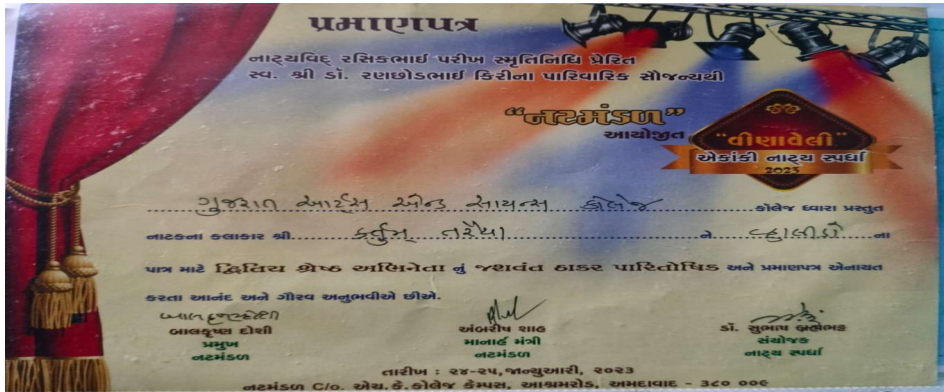 પ્રમાણપત્ર
નાટ્યવિદ્ રસિકભાઈ પરીખ સ્મૃતિનિધિ પ્રેરિત
સ્વ. શ્રી ડૉ. રણછોડભાઈ કિરીના પારિવારિક સૌજન્યથી
“નટમંડળ”
આયોજીત
“વીણાવેલી”
એકાંકી નાટ્ય સ્પર્ધા
2023
ગુજરાત આર્ટ્સ એન્ડ સાયન્સ કોલેજ કોલેજ ધ્વારા પ્રસ્તુત
નાટકના કલાકાર શ્રી તરૈયા ને વ્હાલીડો ના
પાત્ર માટે દ્વિતિય શ્રેષ્ઠ અભિનેતા નું જશવંત ઠાકર પારિતોષિક અને પ્રમાણપત્ર એનાયત
કરતા આનંદ અને ગૌરવ અનુભવીએ છીએ.
બાલકૃષ્ણ દોશી
પ્રમુખ
નટમંડળ
અંબરીષ શાહ
માનાર્હ મંત્રી
નટમંડળ
ડૉ. સુભાષ બ્રહ્મભટ્ટ
સંયોજક
નાટ્ય સ્પર્ધા
તારીખ : ૨૪-૨૫,જાન્યુઆરી, ૨૦૨૩
નટમંડળ C/o. એચ.કે.કોલેજ કેમ્પસ, આશ્રમરોડ, અમદાવાદ - ૩૮૦ ૦૦૯